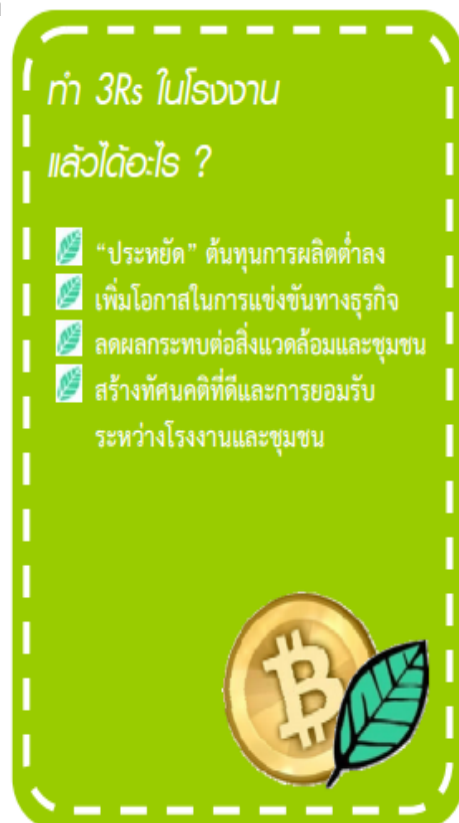 ทำ 3Rs ในโรงงาน
แล้วได้อะไร ?
“ประหยัด” ต้นทุนการผลิตต่ำลง
เพิ่มโอกาสในการแข่งขันทางธุรกิจ
ลดผลกระทบต่อสิ่งแวดล้อมและชุมชน
สร้างทัศนคติที่ดีและการยอมรับ
ระหว่างโรงงานและชุมชน